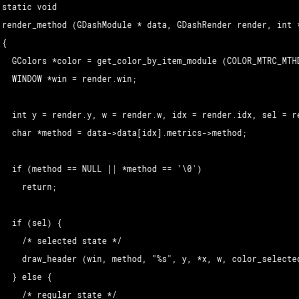 static void
render_method (GDashModule * data, GDashRender render, int
{
  GColors *color = get_color_by_item_module (COLOR_MTRC_MTHD
  WINDOW *win = render.win;

  int y = render.y, w = render.w, idx = render.idx, sel = re
  char *method = data->data[idx].metrics->method;

  if (method == NULL || *method == '\0')
    return;

  if (sel) {
    /* selected state */
    draw_header (win, method, "%s", y, *x, w, color_selected
  } else {
    /* regular state */